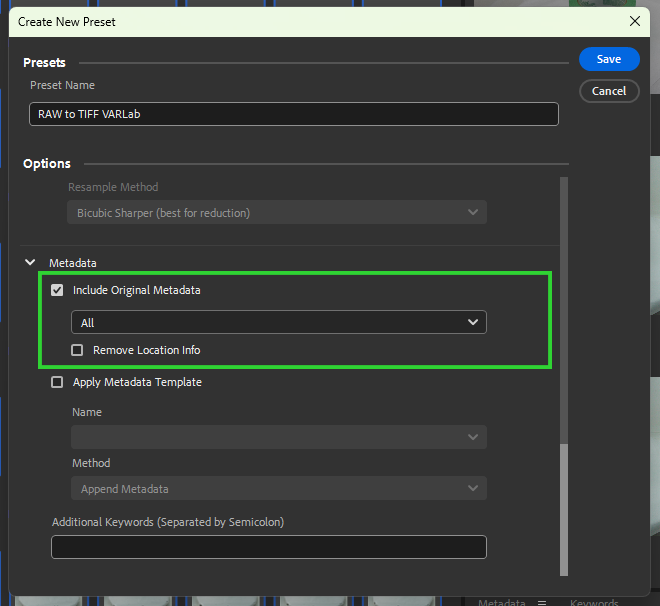 Create New Preset
Presets
Save
Preset Name
Cancel
RAW to TIFF VARLab
Options
Resample Method
Bicubic Sharper (best for reduction)
Metadata
Include Original Metadata
All
Remove Location Info
Apply Metadata Template
Name
Method
Append Metadata
Additional Keywords (Separated by Semicolon)
Metadata
Keywords